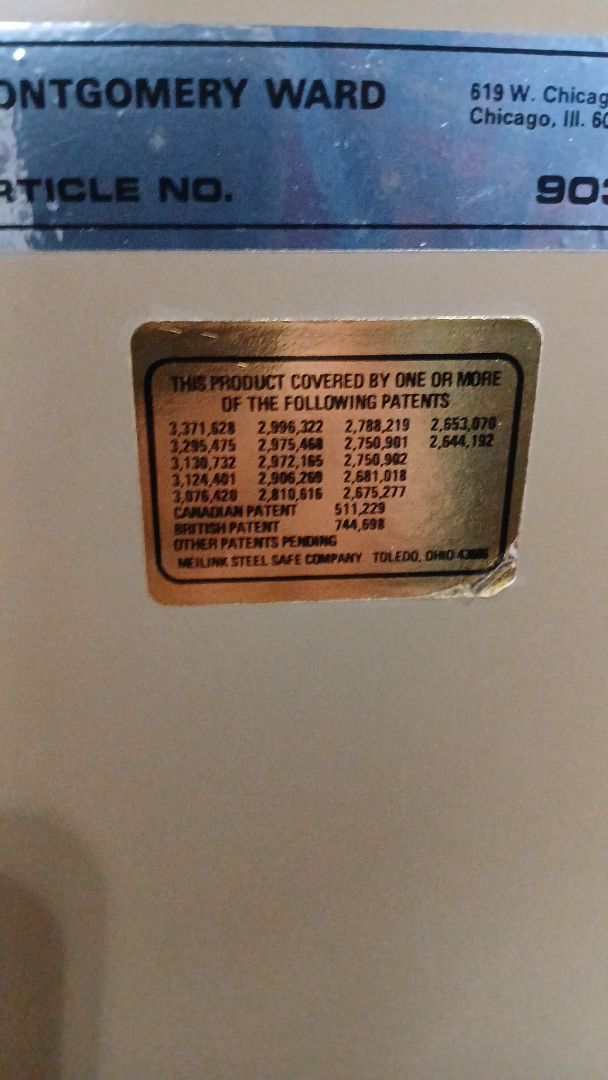 ONTGOMERY WARD
619 W. Chicag
Chicago, Ill. 60
RTICLE NO. 903
THIS PRODUCT COVERED BY ONE OR MORE
OF THE FOLLOWING PATENTS
3,371,628 2,996,322 2,788,219 2,653,070
3,295,475 2,975,468 2,750,901 2,644,192
3,130,732 2,972,165 2,750,902
3,124,401 2,906,269 2,681,018
3,076,420 2,810,616 2,675,277
CANADIAN PATENT 511,229
BRITISH PATENT 744,698
OTHER PATENTS PENDING
MEILINK STEEL SAFE COMPANY TOLEDO, OHIO